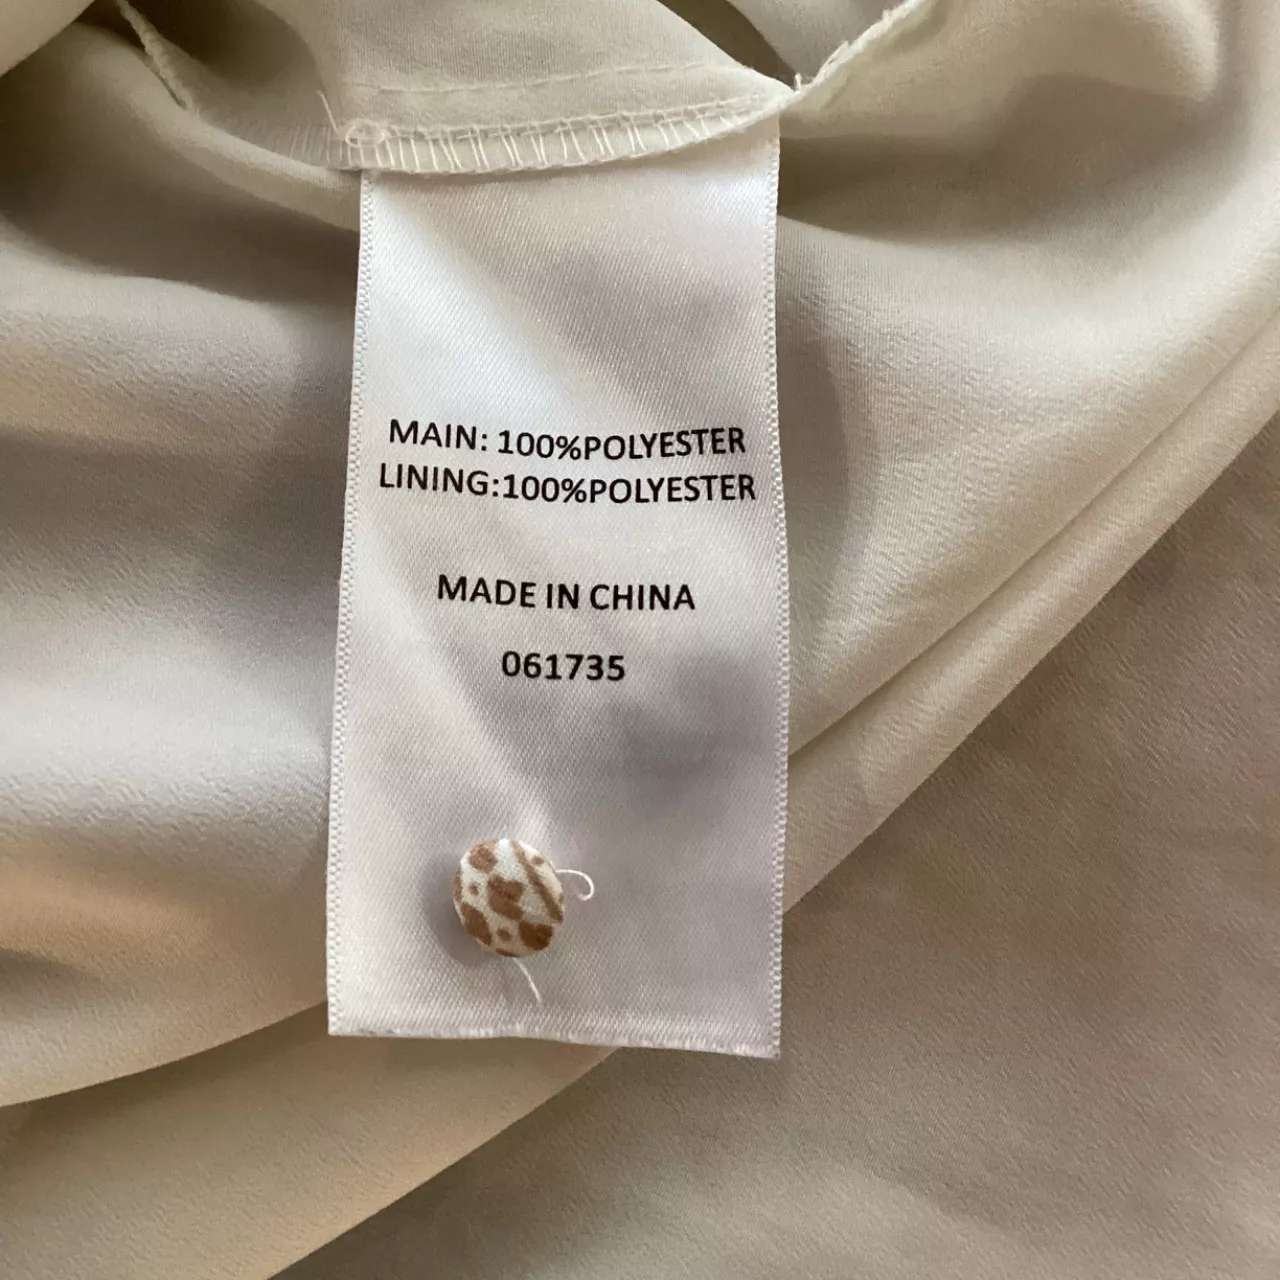 MAIN: 100%POLYESTER
LINING:100%POLYESTER
MADE IN CHINA
061735